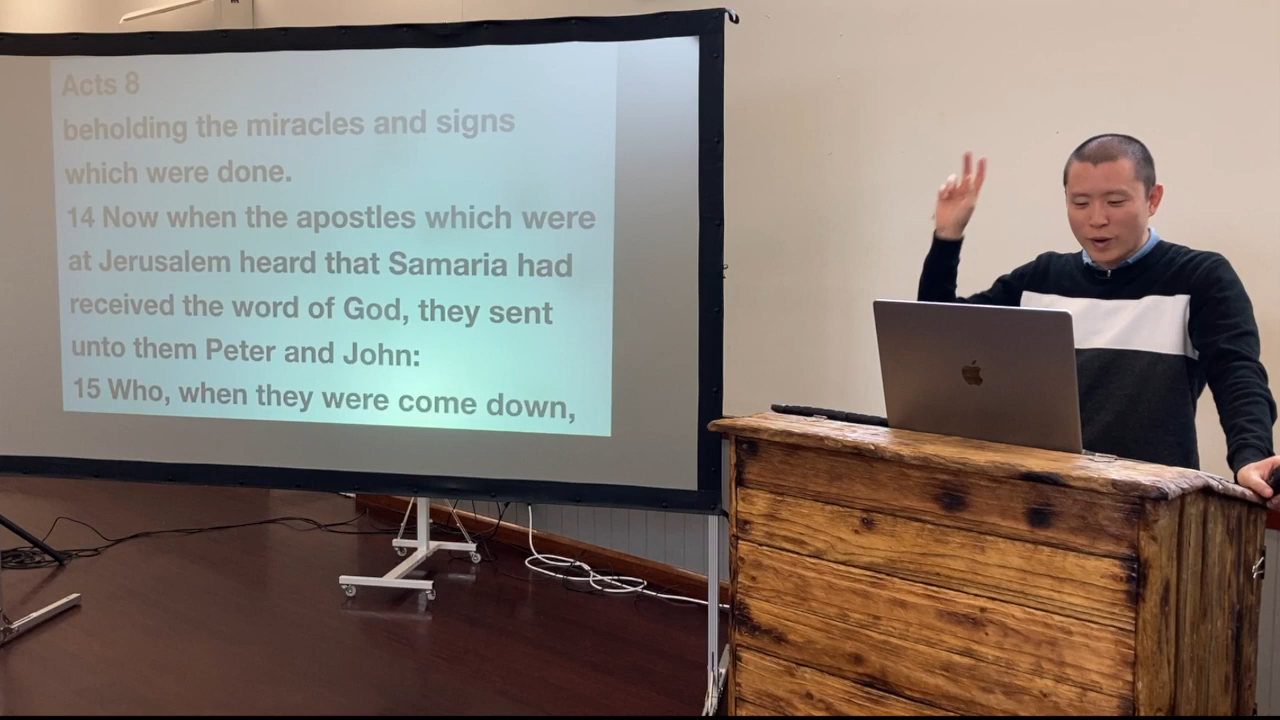 Acts 8
beholding the miracles and signs
which were done.
14 Now when the apostles which were
at Jerusalem heard that Samaria had
received the word of God, they sent
unto them Peter and John:
15 Who, when they were come down,